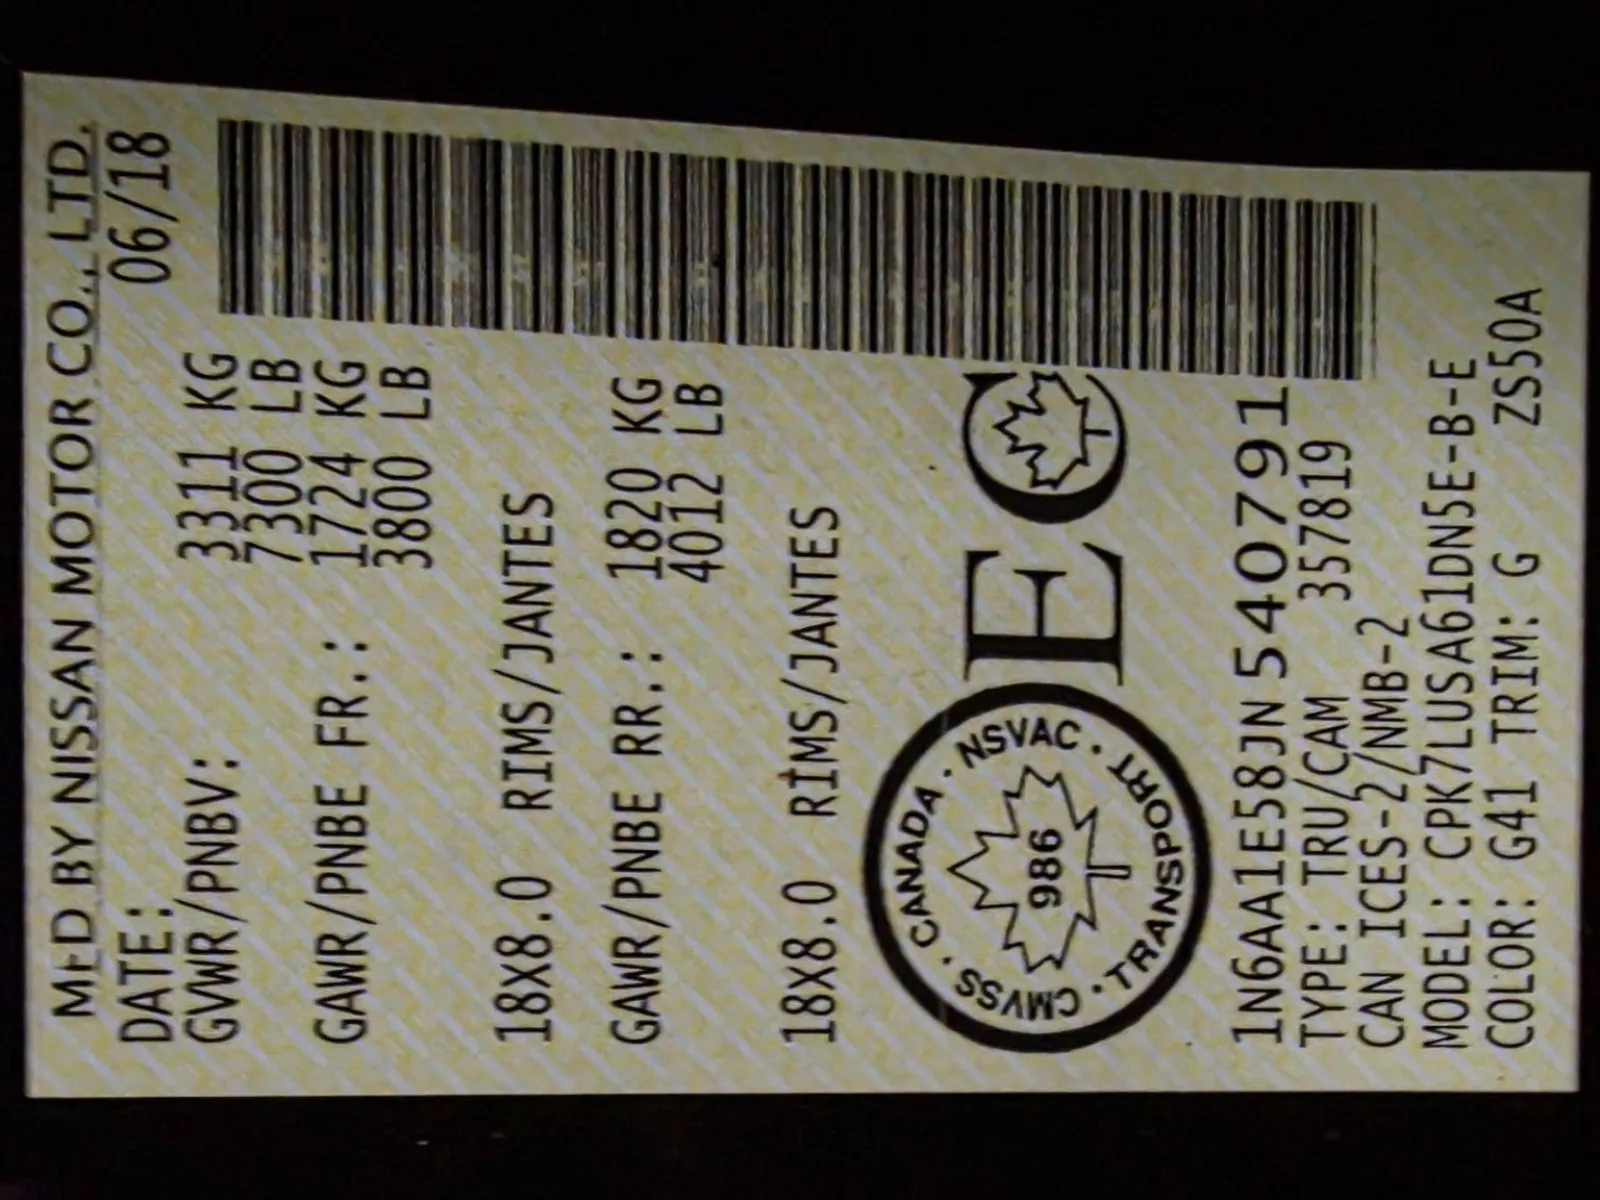 MFD BY NISSAN MOTOR CO., LTD.
DATE: 06/18
GVWR/PNBV: 3311 KG
7300 LB
GAWR/PNBE FR.: 1724 KG
3800 LB
18X8.0 RIMS/JANTES
GAWR/PNBE RR.: 1820 KG
4012 LB
18X8.0 RIMS/JANTES
CANADA · NSVAC · TRANSPORT · CMVSS ·
986
E C
1N6AA1E58JN540791
TYPE: TRU/CAM 357819
CAN ICES-2/NMB-2
MODEL: CPK7LUSA61DN5E-B-E
COLOR: G41 TRIM: G ZS50A